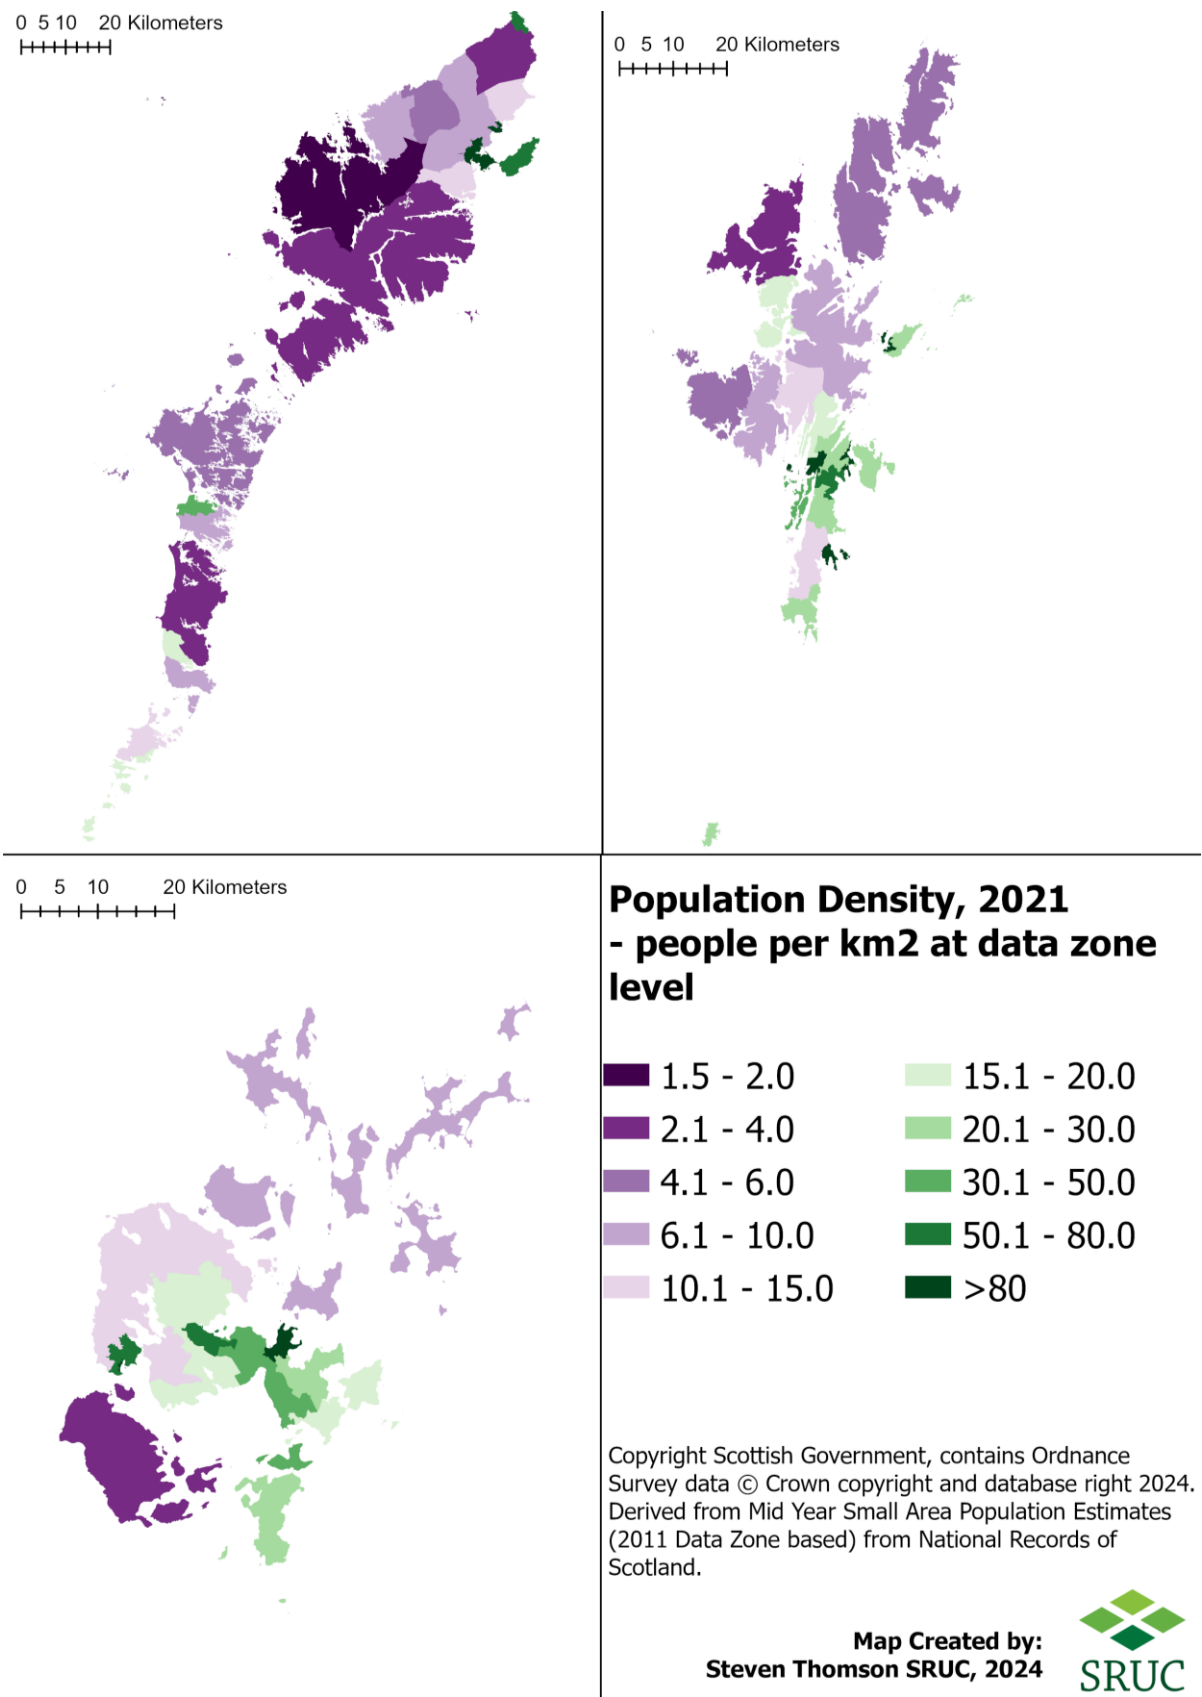 0 5 10 20 Kilometers
0 5 10 20 Kilometers
0 5 10 20 Kilometers
Population Density, 2021
- people per km2 at data zone
level
1.5 - 2.0
2.1 - 4.0
4.1 - 6.0
6.1 - 10.0
10.1 - 15.0
15.1 - 20.0
20.1 - 30.0
30.1 - 50.0
50.1 - 80.0
>80
Copyright Scottish Government, contains Ordnance
Survey data © Crown copyright and database right 2024.
Derived from Mid Year Small Area Population Estimates
(2011 Data Zone based) from National Records of
Scotland.
Map Created by:
Steven Thomson SRUC, 2024
SRUC